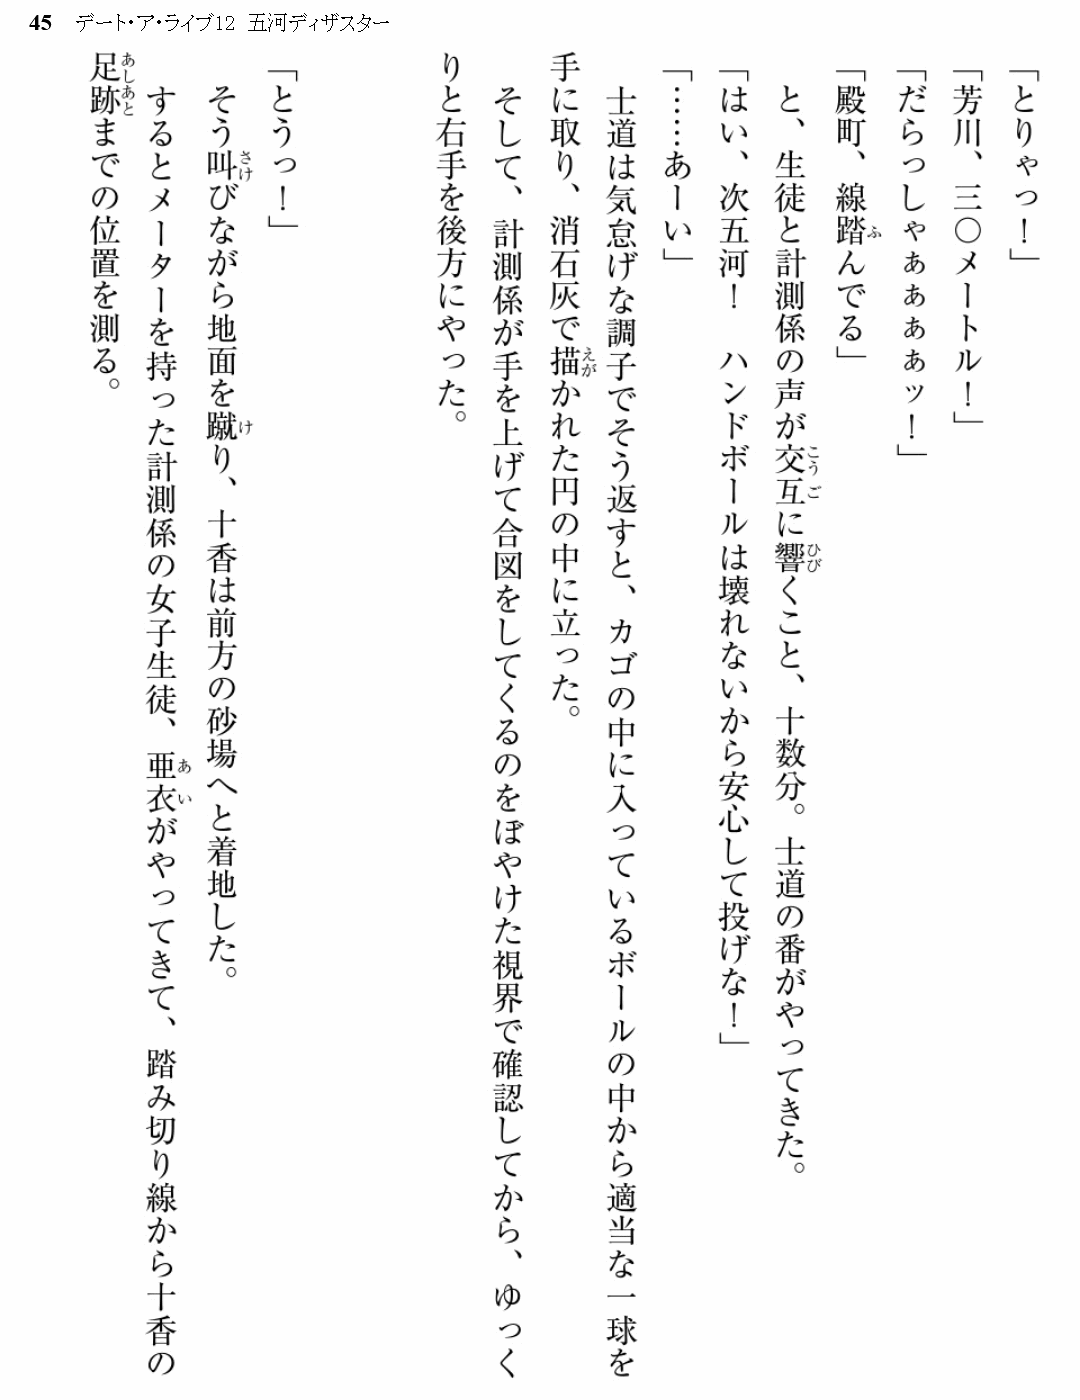 45 デート・ア・ライブ12 五河ディザスター
「とりゃっ！」
「芳川、三〇メートル！」
「だらっしゃぁぁぁぁッ！」
「殿町、線踏んでる」
と、生徒と計測係の声が交互に響くこと、十数分。士道の番がやってきた。
「はい、次五河！　ハンドボールは壊れないから安心して投げな！」
「……あーい」
士道は気怠げな調子でそう返すと、カゴの中に入っているボールの中から適当な一球を
手に取り、消石灰で描かれた円の中に立った。
そして、計測係が手を上げて合図をしてくるのをぼやけた視界で確認してから、ゆっく
りと右手を後方にやった。
「とうっ！」
そう叫びながら地面を蹴り、十香は前方の砂場へと着地した。
するとメーターを持った計測係の女子生徒、亜衣がやってきて、踏み切り線から十香の
足跡までの位置を測る。